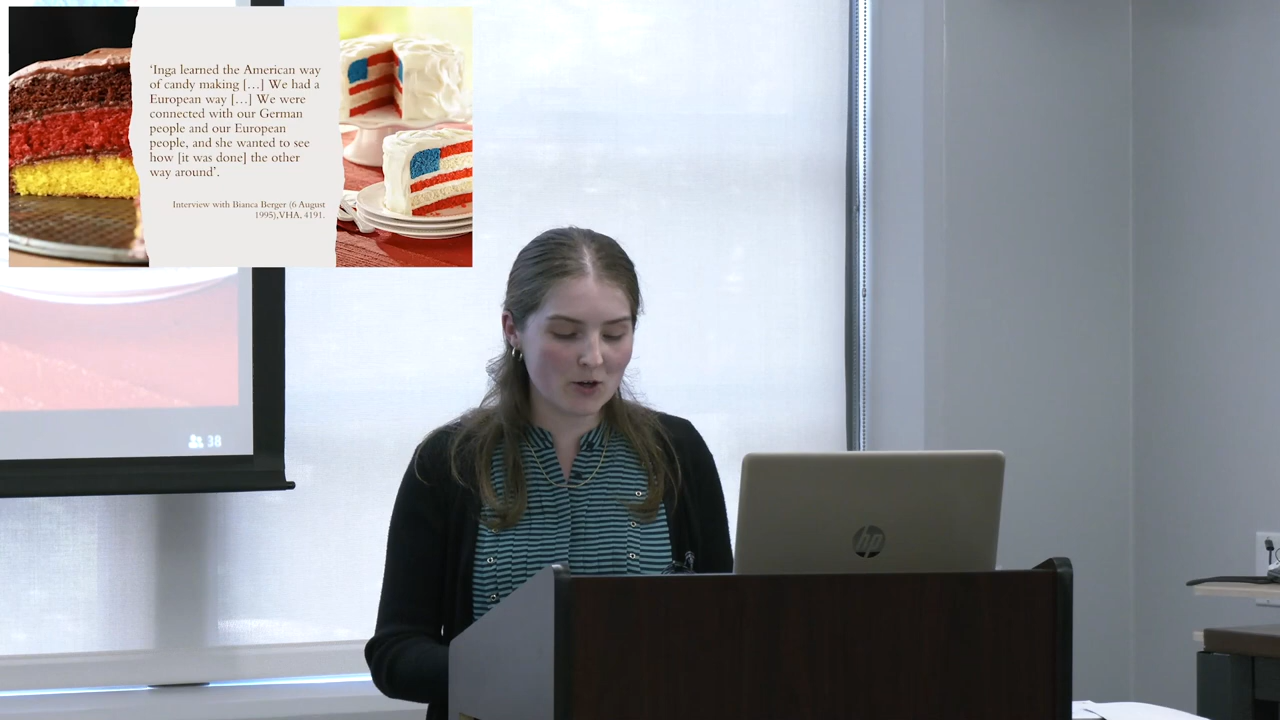 ‘Inga learned the American way
of candy making [...] We had a
European way [...] We were
connected with our German
people and our European
people, and she wanted to see
how [it was done] the other
way around’.
Interview with Bianca Berger (6 August
1995),VHA, 4191.
38
hp